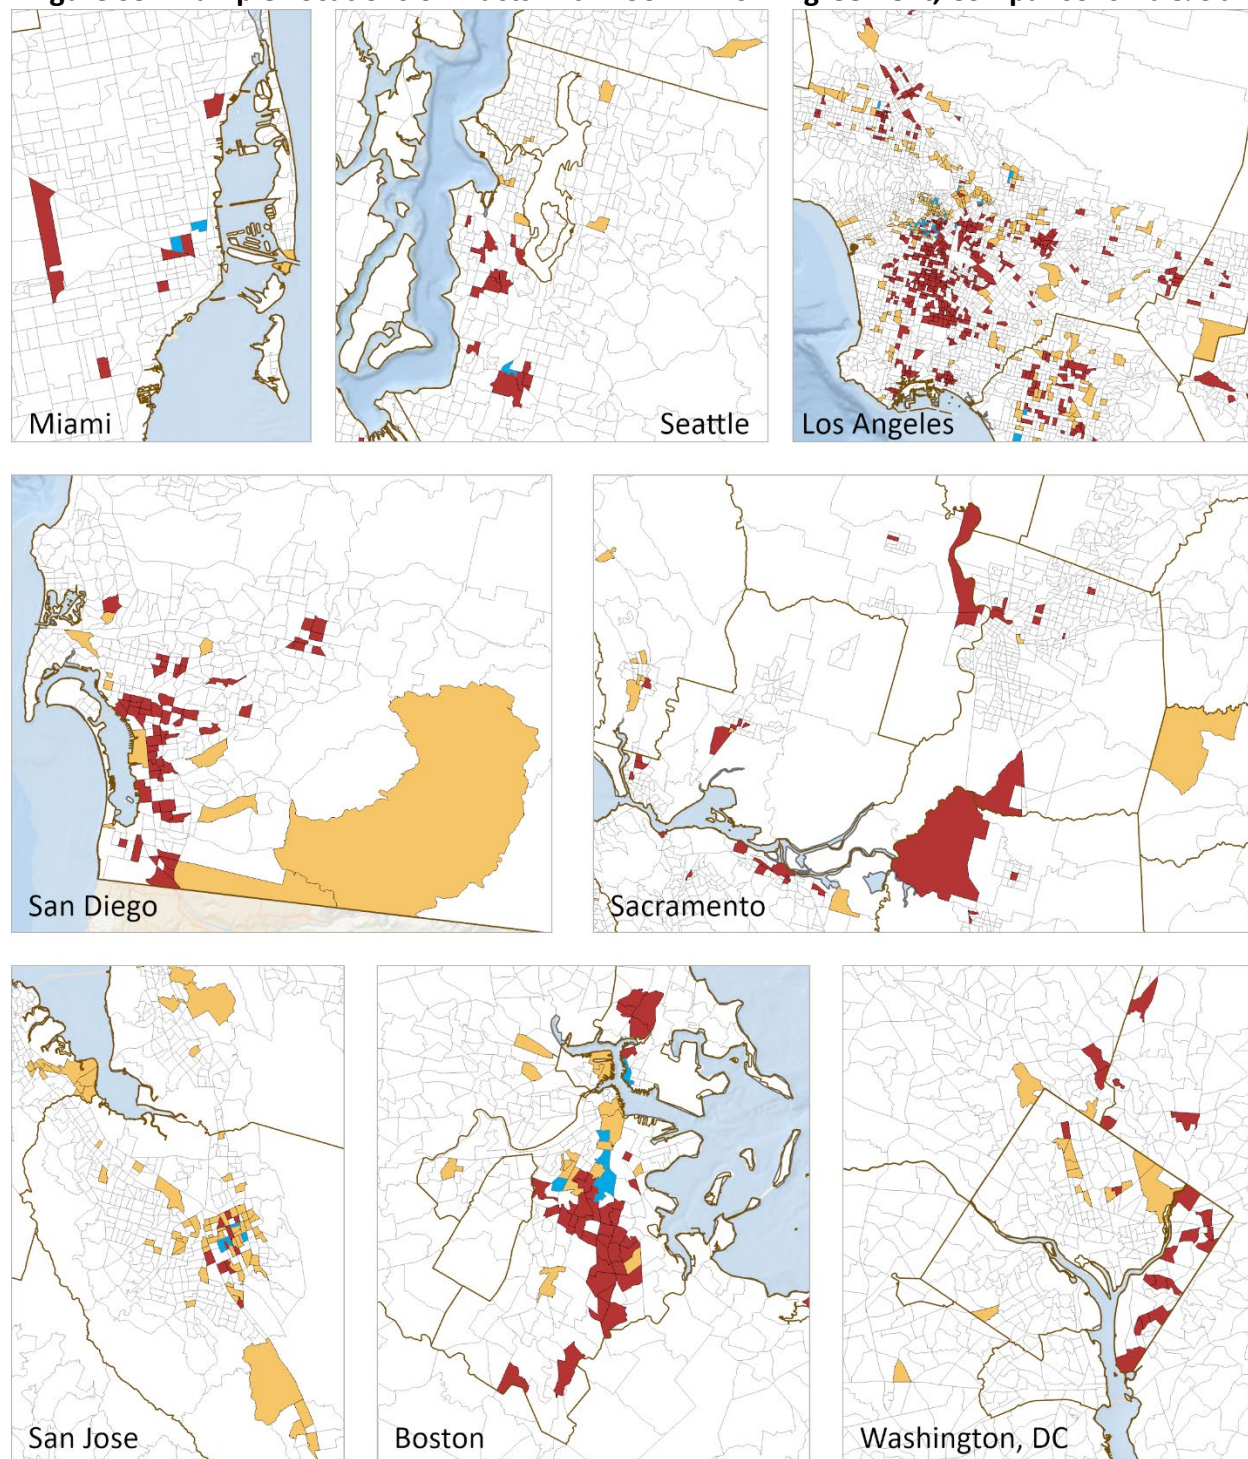 Miami
Seattle
Los Angeles
San Diego
Sacramento
San Jose
Boston
Washington, DC